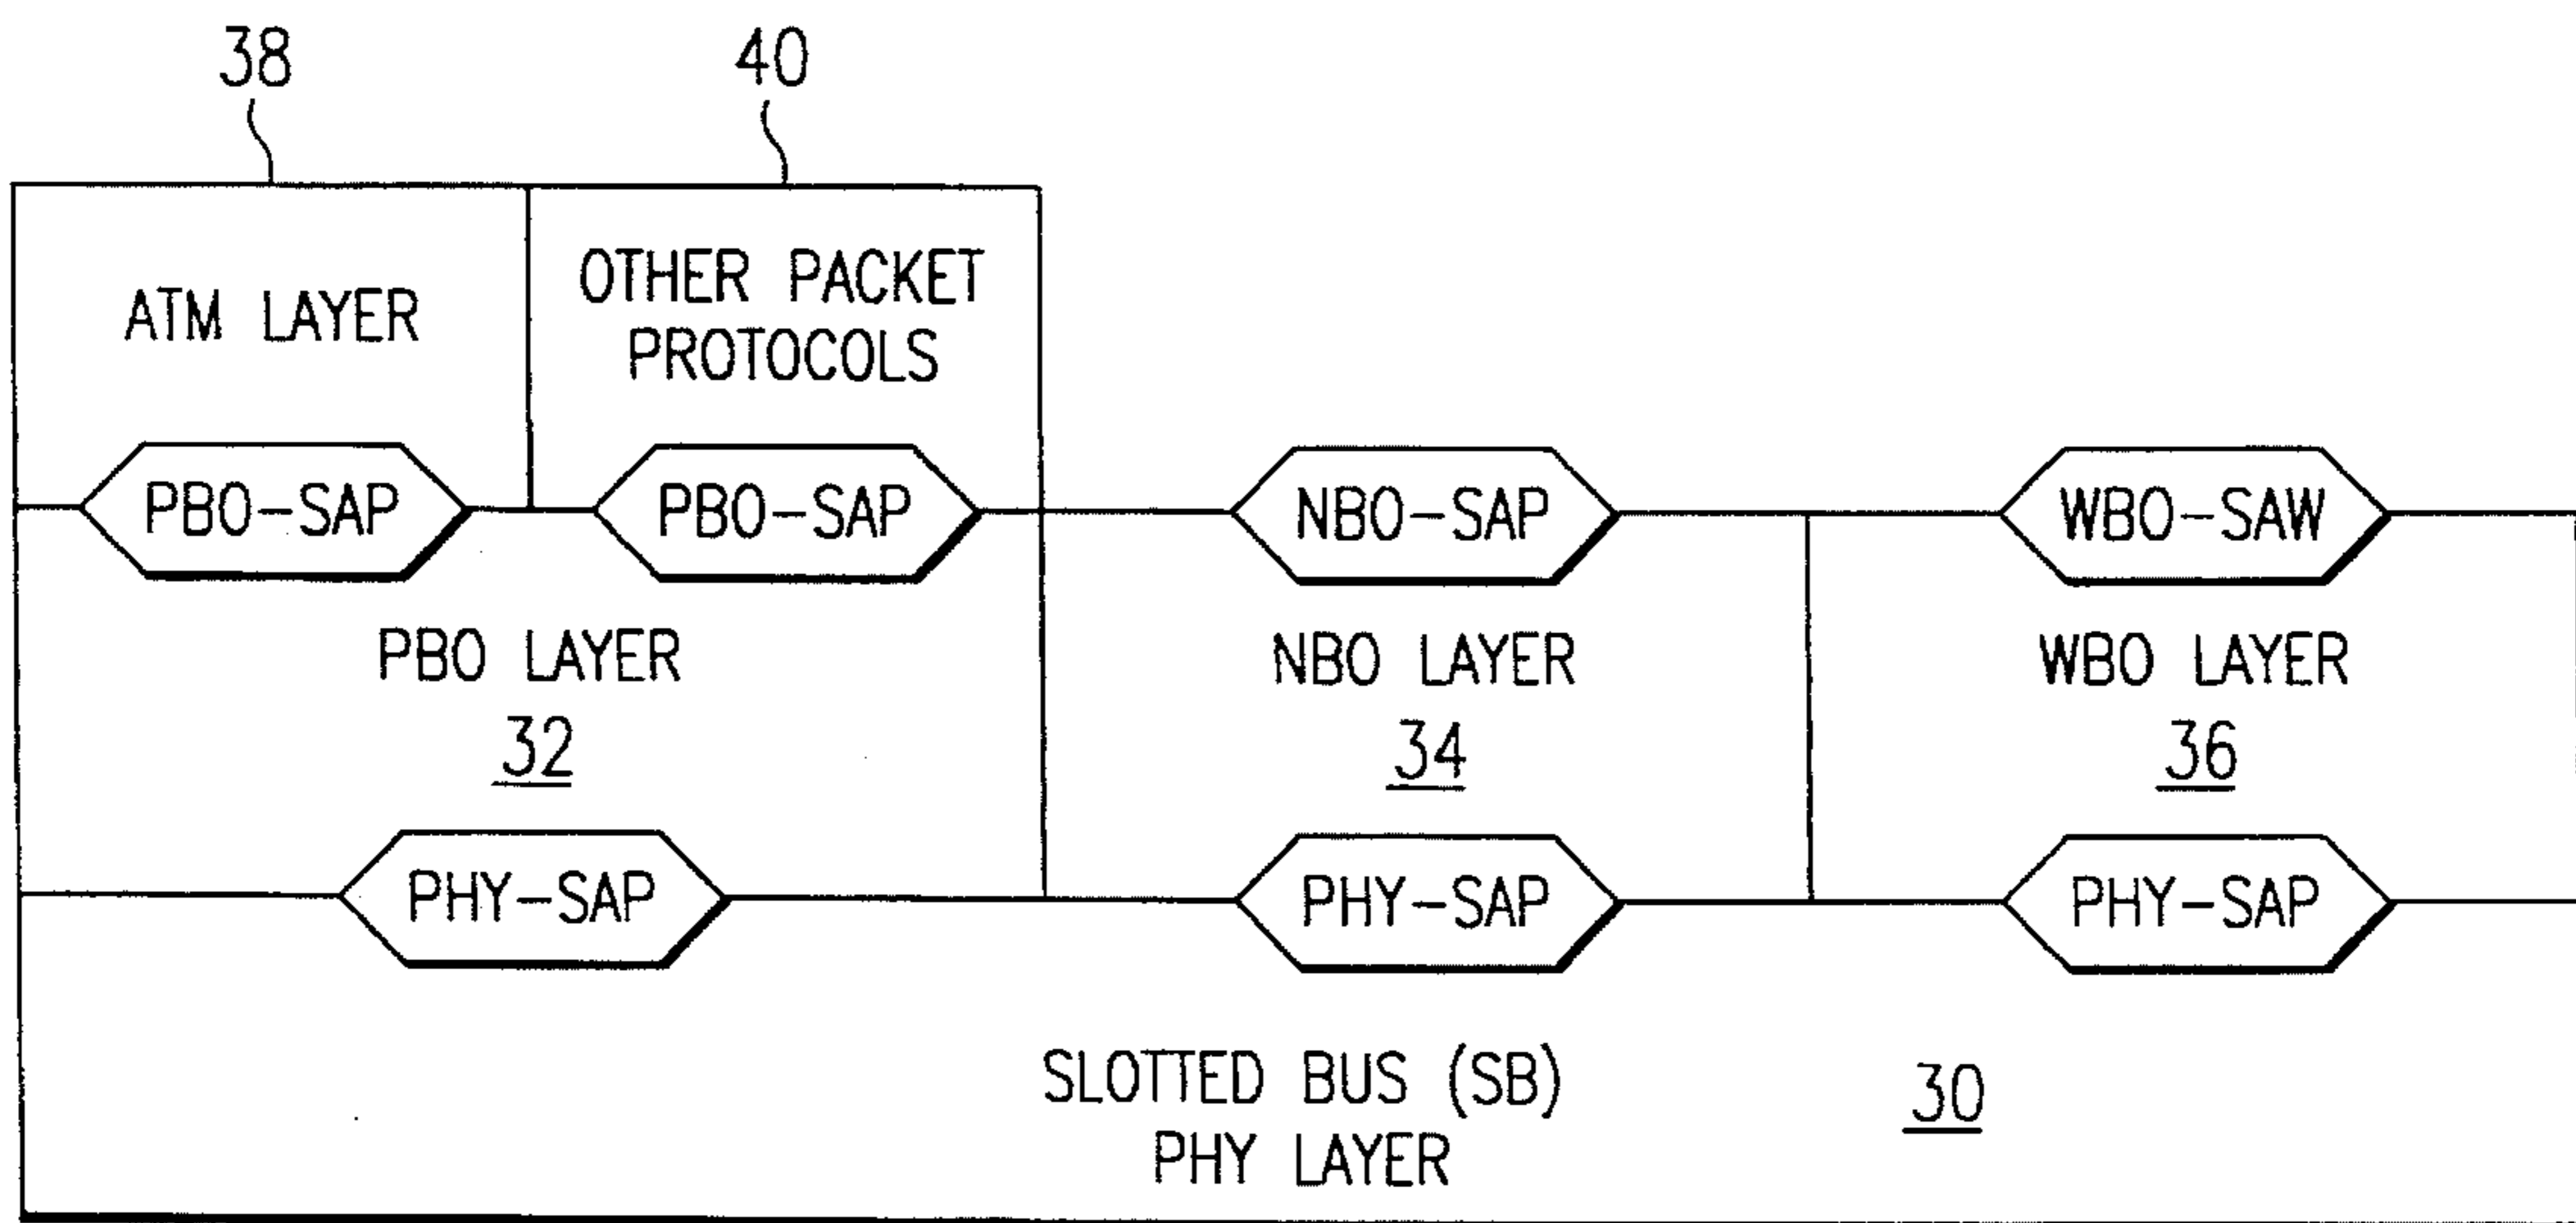 38
40
ATM LAYER
OTHER PACKET
PROTOCOLS
PBO-SAP
PBO-SAP
NBO-SAP
WBO-SAW
PBO LAYER
32
NBO LAYER
34
WBO LAYER
36
PHY-SAP
PHY-SAP
PHY-SAP
SLOTTED BUS (SB)
PHY LAYER
30